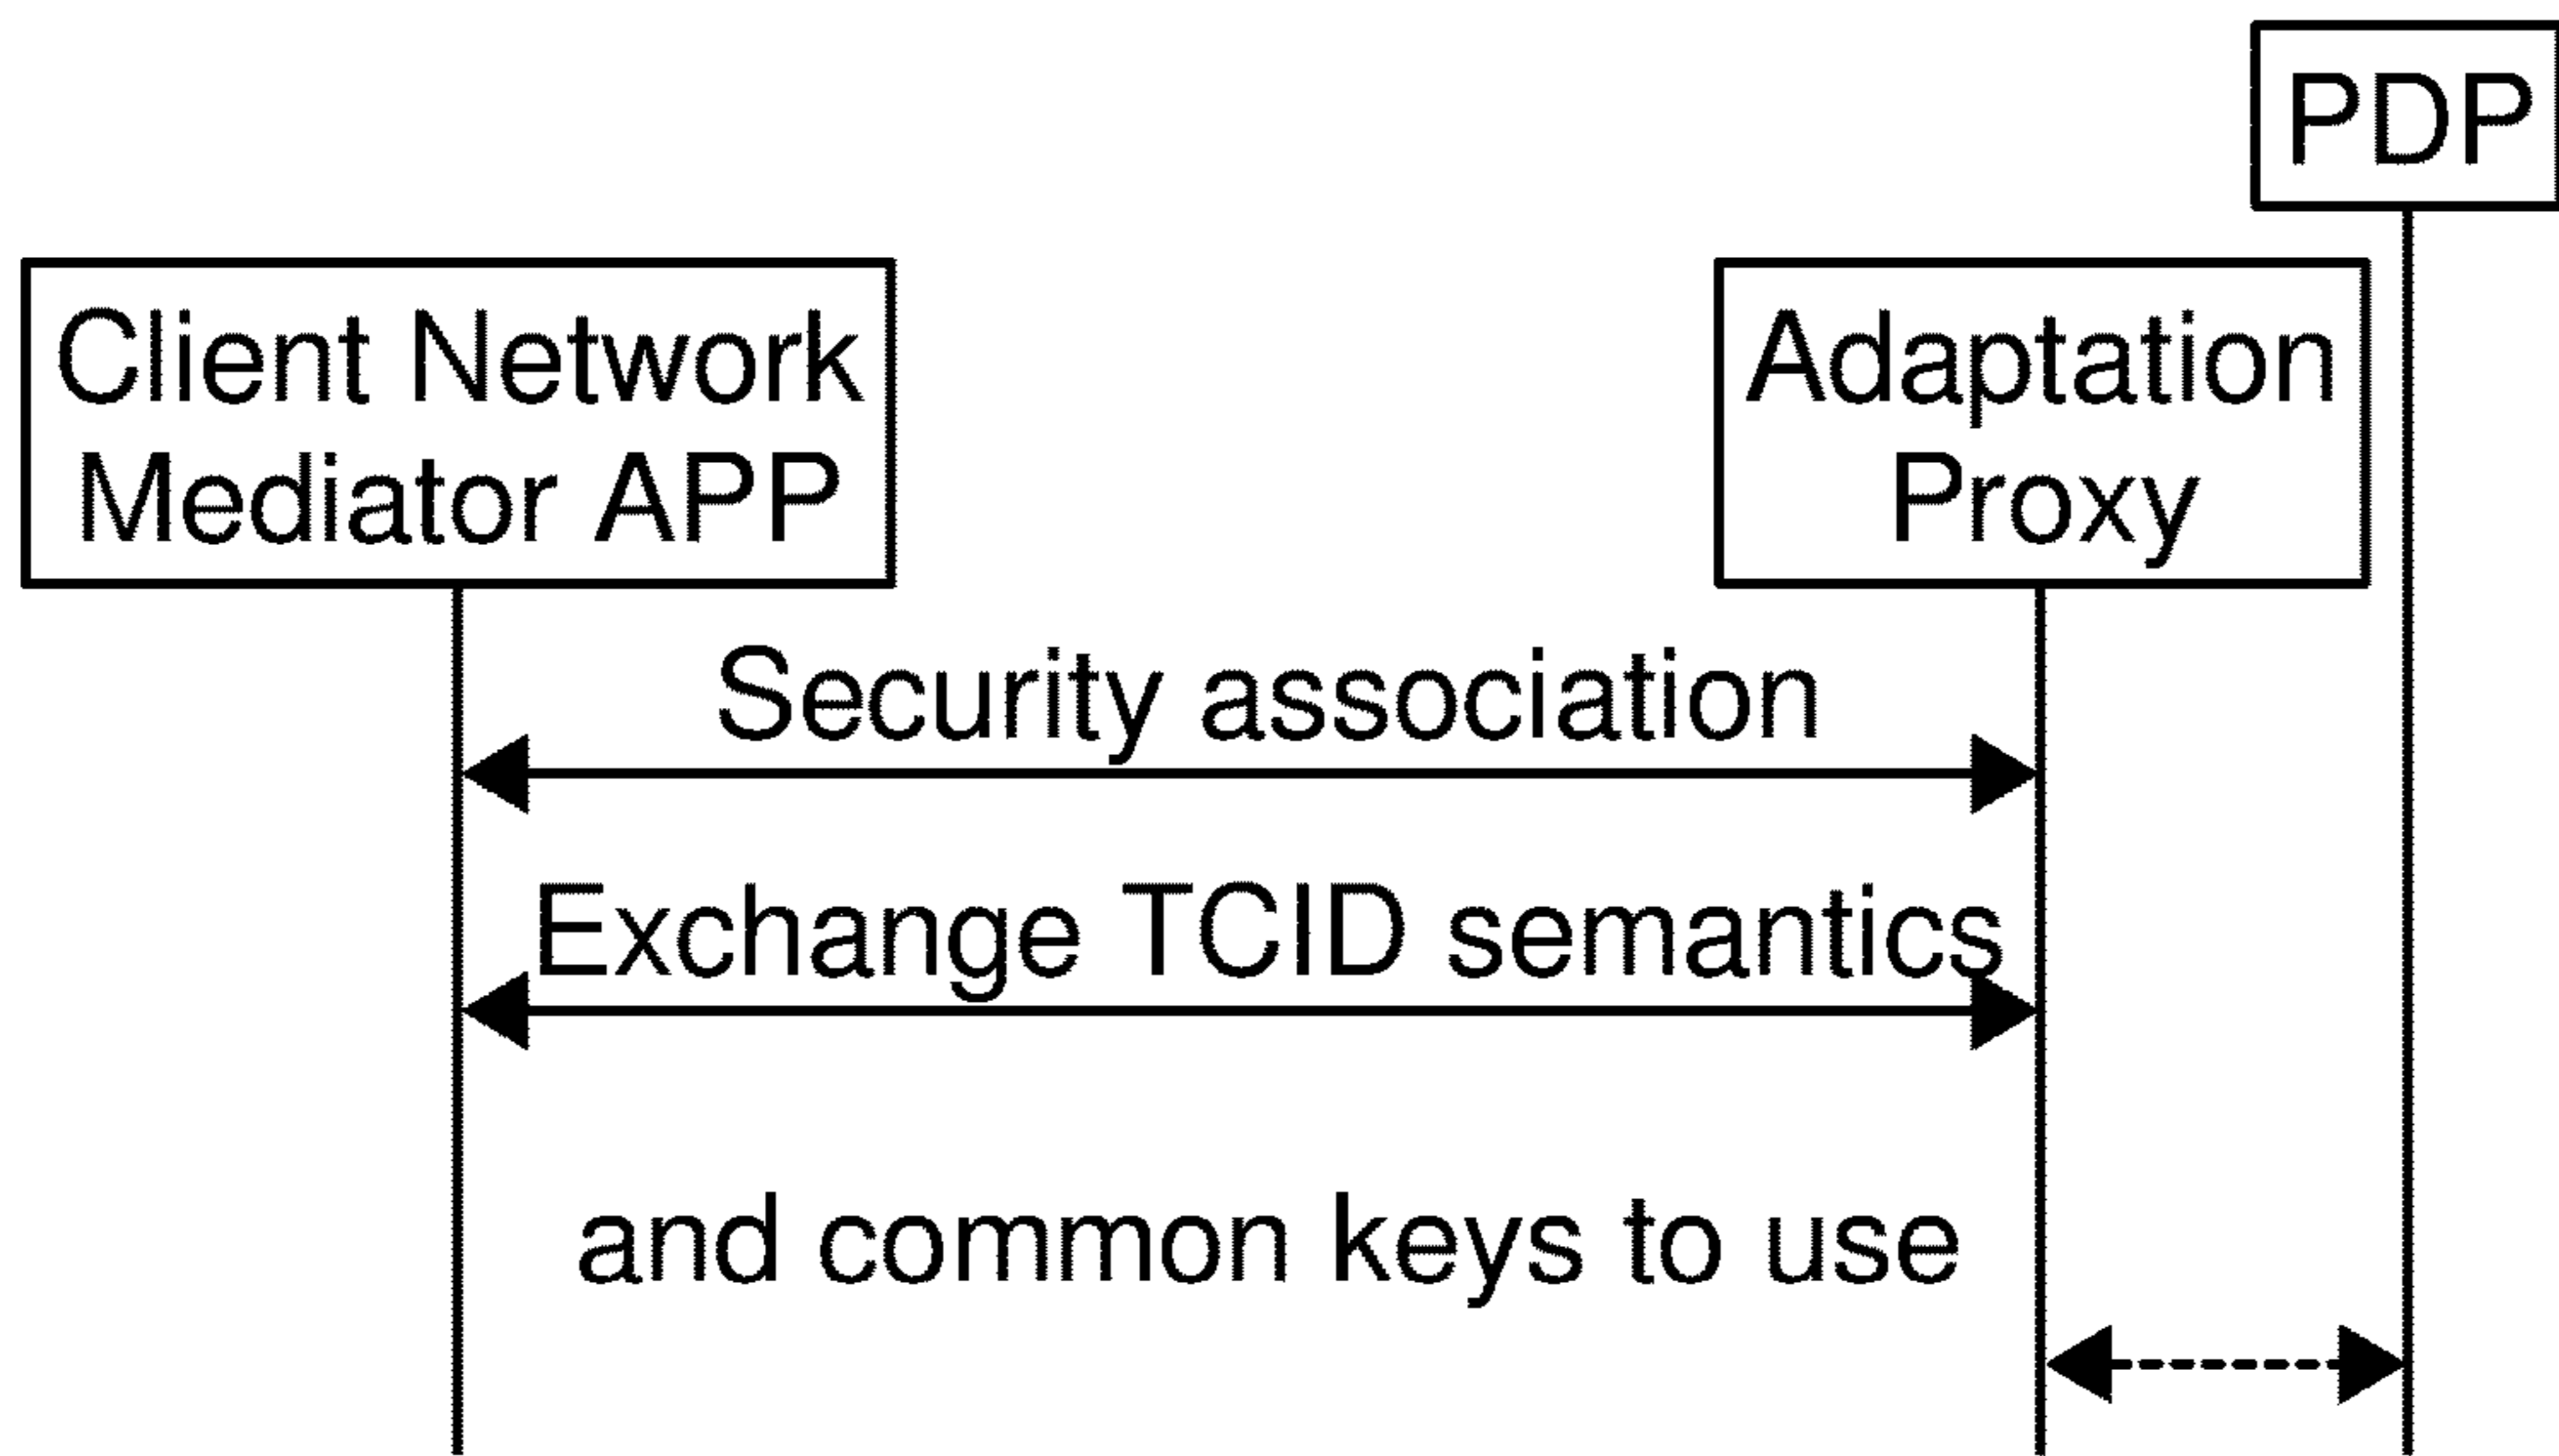 PDP
Client Network
Mediator APP
Adaptation
Proxy
Security association
Exchange TCID semantics
and common keys to use